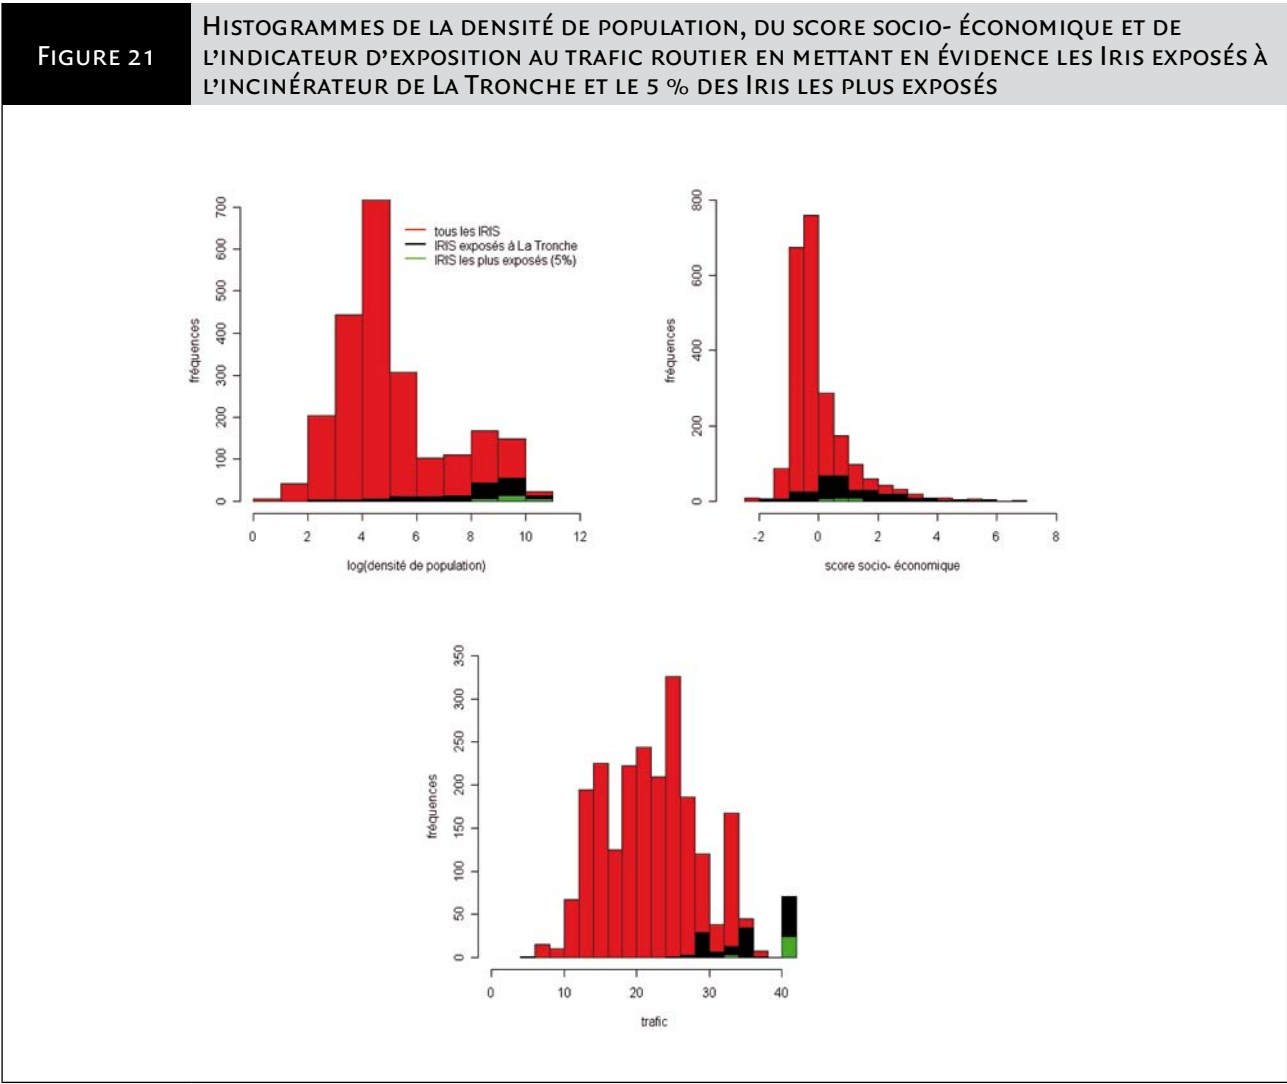 FIGURE 21
HISTOGRAMMES DE LA DENSITÉ DE POPULATION, DU SCORE SOCIO- ÉCONOMIQUE ET DE
L'INDICATEUR D'EXPOSITION AU TRAFIC ROUTIER EN METTANT EN ÉVIDENCE LES IRIS EXPOSÉS À
L'INCINÉRATEUR DE LA TRONCHE ET LE 5 % DES IRIS LES PLUS EXPOSÉS
fréquences
0 100 200 300 400 500 600 700
tous les IRIS
IRIS exposés à La Tronche
IRIS les plus exposés (5%)
0 2 4 6 8 10 12
log(densité de population)
fréquences
0 200 400 600 800
-2 0 2 4 6 8
score socio- économique
fréquences
0 50 100 150 200 250 300 350
0 10 20 30 40
trafic